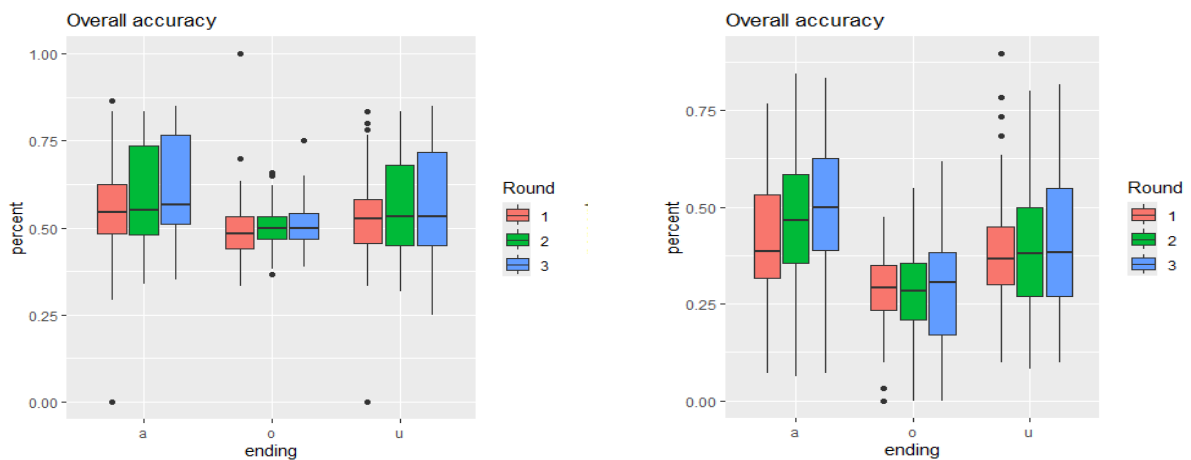 Overall accuracy
1.00
0.75
0.50
0.25
0.00
percent
a o u
ending
Round
1
2
3
Overall accuracy
0.75
0.50
0.25
0.00
percent
a o u
ending
Round
1
2
3